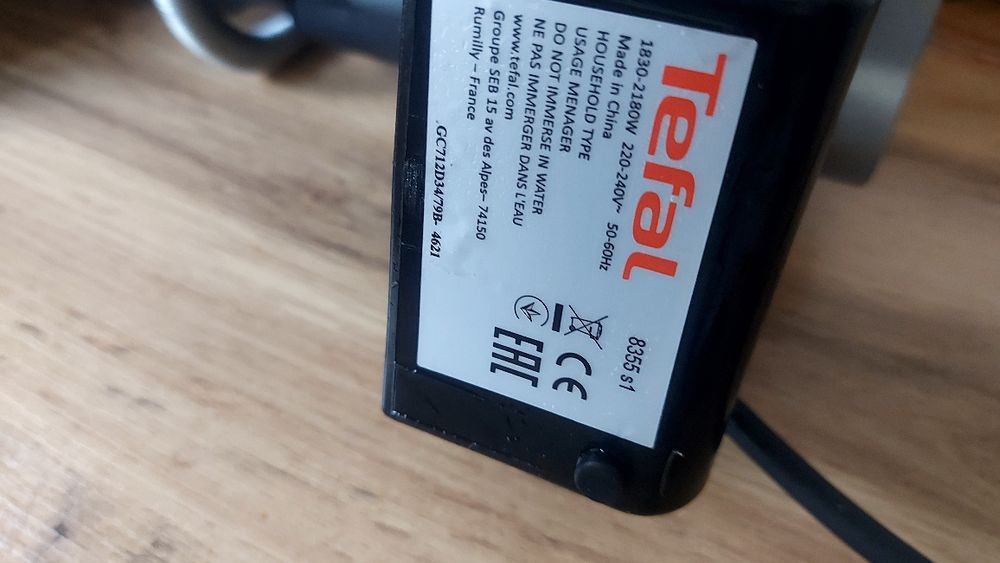 Tefal
8355 s1
1830-2180W 220-240V~ 50-60Hz
Made in China
HOUSEHOLD TYPE
USAGE MENAGER
DO NOT IMMERSE IN WATER
NE PAS IMMERGER DANS L'EAU
www.tefal.com
Groupe SEB 15 av des Alpes– 74150
Rumilly – France
GC712D34/79B- 4621
CE
EAC